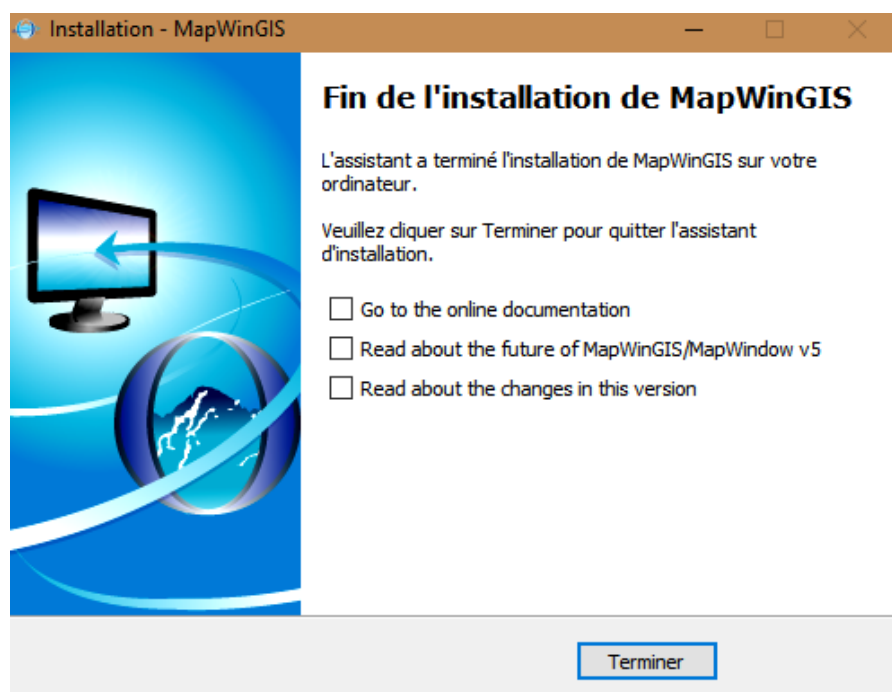 Installation - MapWinGIS
Fin de l'installation de MapWinGIS
L'assistant a terminé l'installation de MapWinGIS sur votre
ordinateur.
Veuillez cliquer sur Terminer pour quitter l'assistant
d'installation.
Go to the online documentation
Read about the future of MapWinGIS/MapWindow v5
Read about the changes in this version
Terminer